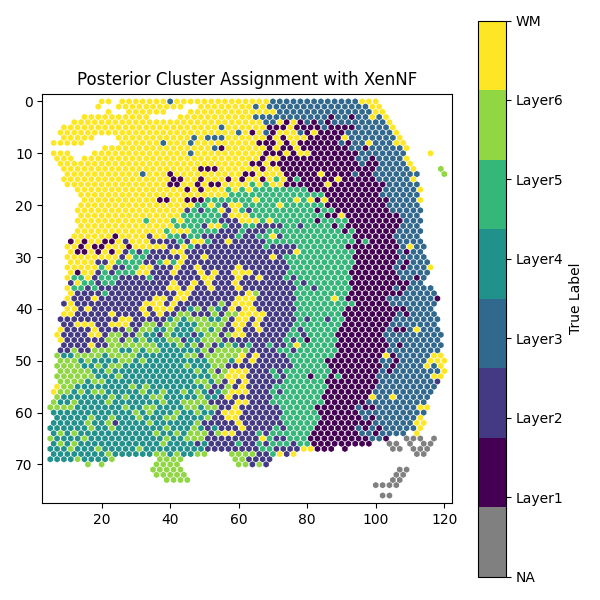 Posterior Cluster Assignment with XenNF
0
10
20
30
40
50
60
70
20
40
60
80
100
120
WM
Layer6
Layer5
Layer4
Layer3
Layer2
Layer1
NA
True Label